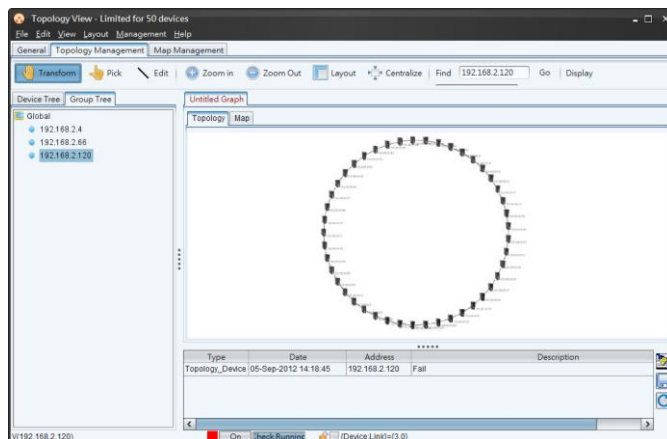 Topology View - Limited for 50 devices
File Edit View Layout Management Help
General Topology Management Map Management
Transform Pick Edit Zoom in Zoom Out Layout Centralize Find 192.168.2.120 Go Display
Device Tree Group Tree
Untitled Graph
Global
192.168.2.4
192.168.2.66
192.168.2.120
Topology Map
Type Date Address Description
Topology_Device 05-Sep-2012 14:18:45 192.168.2.120 Fail
V(192.168.2.120)
On Check Running (Device:Link)=(3,0)